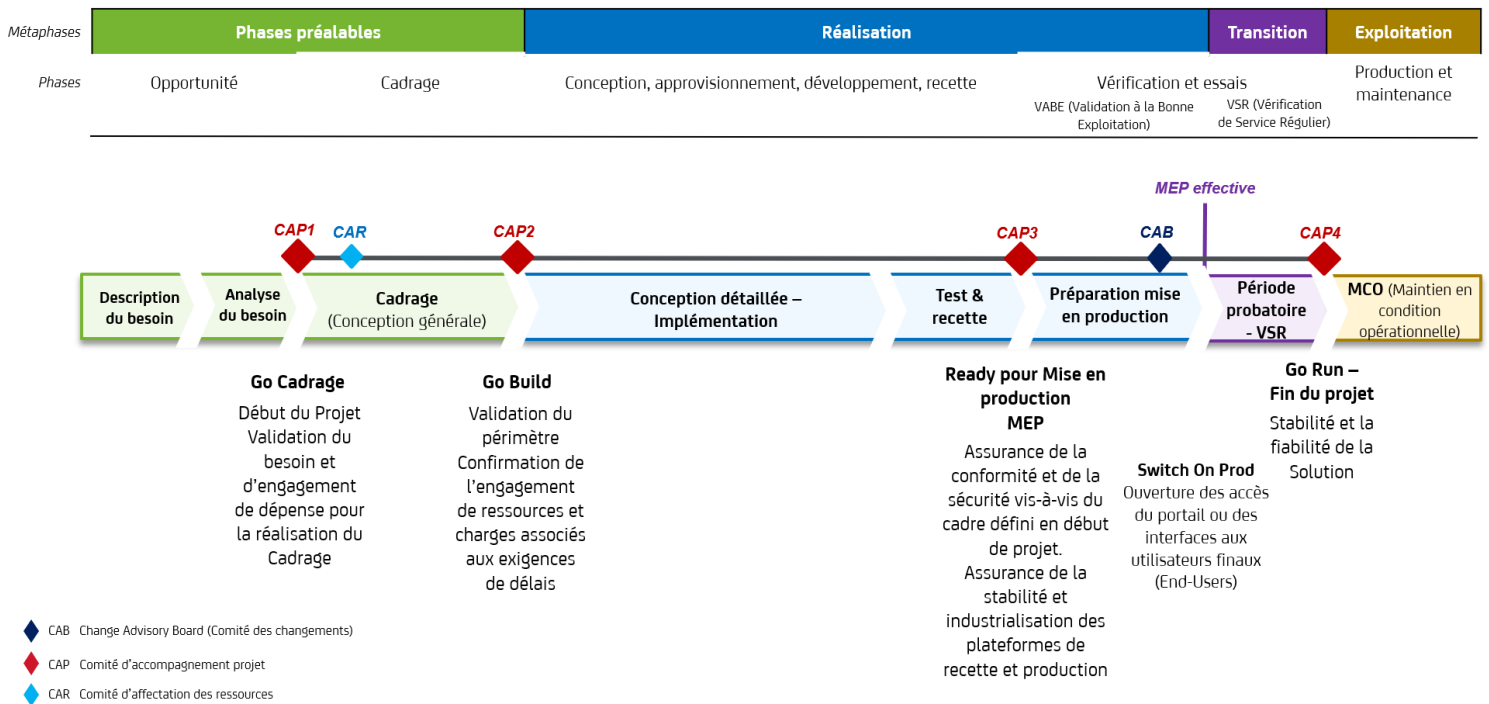 Métaphases
Phases préalables
Réalisation
Transition
Exploitation
Phases
Opportunité
Cadrage
Conception, approvisionnement, développement, recette
Vérification et essais
VABE (Validation à la Bonne
Exploitation)
VSR (Vérification
de Service Régulier)
Production et
maintenance
MEP effective
CAP1
CAR
CAP2
CAP3
CAB
CAP4
Description
du besoin
Analyse
du besoin
Cadrage
(Conception générale)
Conception détaillée –
Implémentation
Test &
recette
Préparation mise
en production
Période
probatoire
- VSR
MCO (Maintien en
condition
opérationnelle)
Go Cadrage
Début du Projet
Validation du
besoin et
d’engagement
de dépense pour
la réalisation du
Cadrage
Go Build
Validation du
périmètre
Confirmation de
l’engagement
de ressources et
charges associés
aux exigences
de délais
Ready pour Mise en
production
MEP
Assurance de la
conformité et de la
sécurité vis-à-vis du
cadre défini en début
de projet.
Assurance de la
stabilité et
industrialisation des
plateformes de
recette et production
Switch On Prod
Ouverture des accès
du portail ou des
interfaces aux
utilisateurs finaux
(End-Users)
Go Run –
Fin du projet
Stabilité et la
fiabilité de la
Solution
CAB Change Advisory Board (Comité des changements)
CAP Comité d’accompagnement projet
CAR Comité d’affectation des ressources